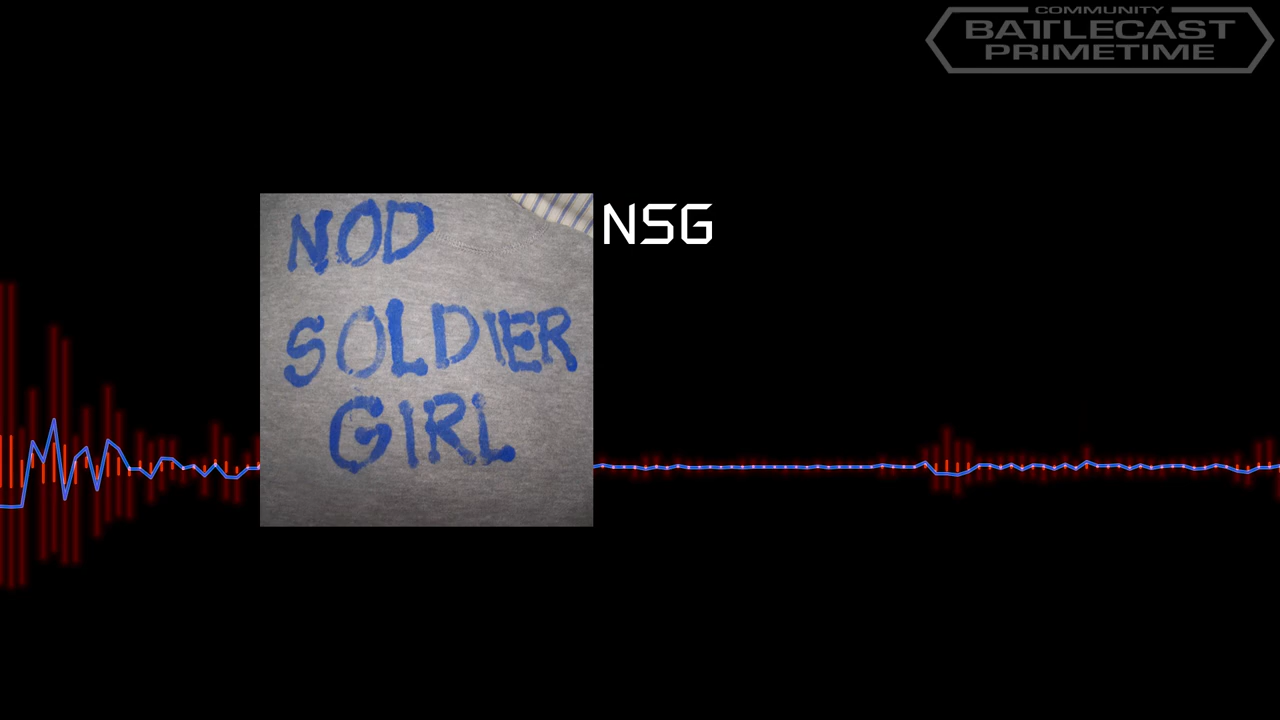 COMMUNITY
BATTLECAST
PRIMETIME
NOD
SOLDIER
GIRL
NSG